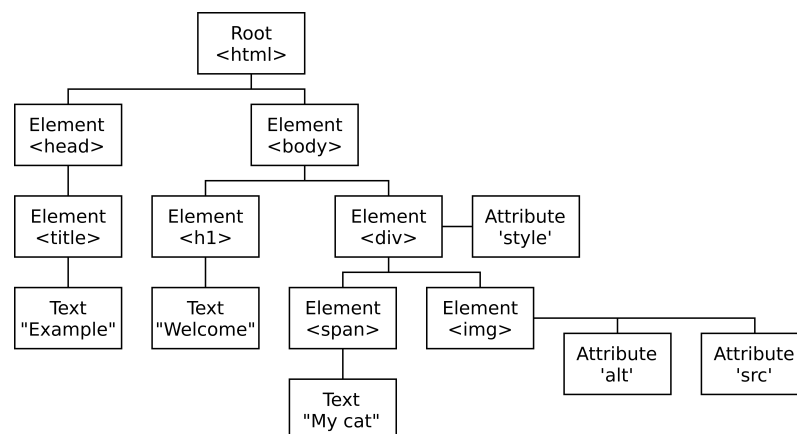 Root
<html>
Element
<head>
Element
<body>
Element
<title>
Element
<h1>
Element
<div>
Attribute
'style'
Text
"Example"
Text
"Welcome"
Element
<span>
Element
<img>
Attribute
'alt'
Attribute
'src'
Text
"My cat"